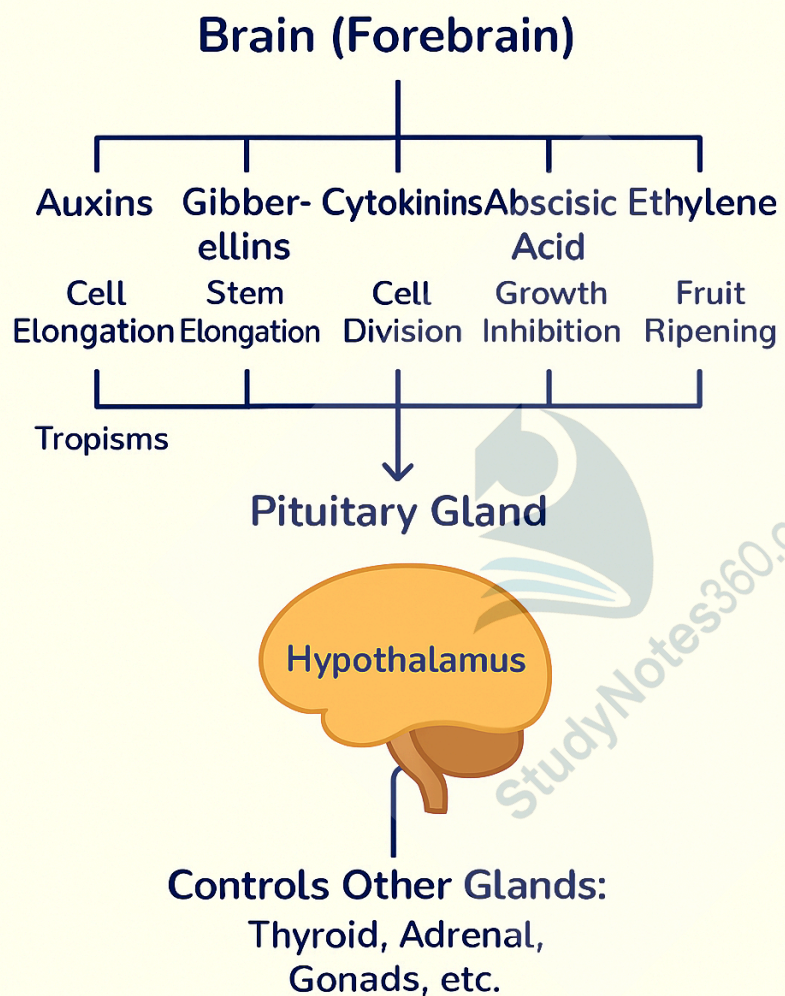 Brain (Forebrain)
Auxins Gibber- Cytokinins Abscisic Ethylene
ellins Acid
Cell Stem Cell Growth Fruit
Elongation Elongation Division Inhibition Ripening
Tropisms
Pituitary Gland
Hypothalamus
StudyNotes360.
Controls Other Glands:
Thyroid, Adrenal,
Gonads, etc.